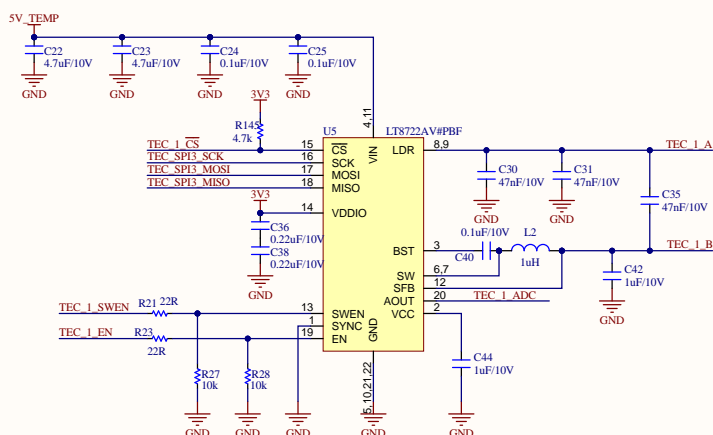 5V_TEMP
C22
4.7uF/10V
C23
4.7uF/10V
C24
0.1uF/10V
C25
0.1uF/10V
GND
GND
GND
GND
3V3
R145
4.7k
4,11
U5
LT8722AV#PBF
TEC_1_CS
15
CS
VIN
LDR
8,9
TEC_1_A
TEC_SPI3_SCK
16
SCK
TEC_SPI3_MOSI
17
MOSI
TEC_SPI3_MISO
18
MISO
C30
47nF/10V
C31
47nF/10V
C35
47nF/10V
GND
GND
3V3
14
VDDIO
C36
0.22uF/10V
C38
0.22uF/10V
GND
0.1uF/10V
L2
BST
3
C40
1uH
TEC_1_B
SW
6,7
SFB
12
C42
1uF/10V
GND
AOUT
20
TEC_1_ADC
VCC
2
TEC_1_SWEN
R21
22R
13
SWEN
1
SYNC
TEC_1_EN
R23
22R
19
EN
GND
C44
1uF/10V
R27
10k
R28
10k
5,10,21,22
GND
GND
GND
GND
GND